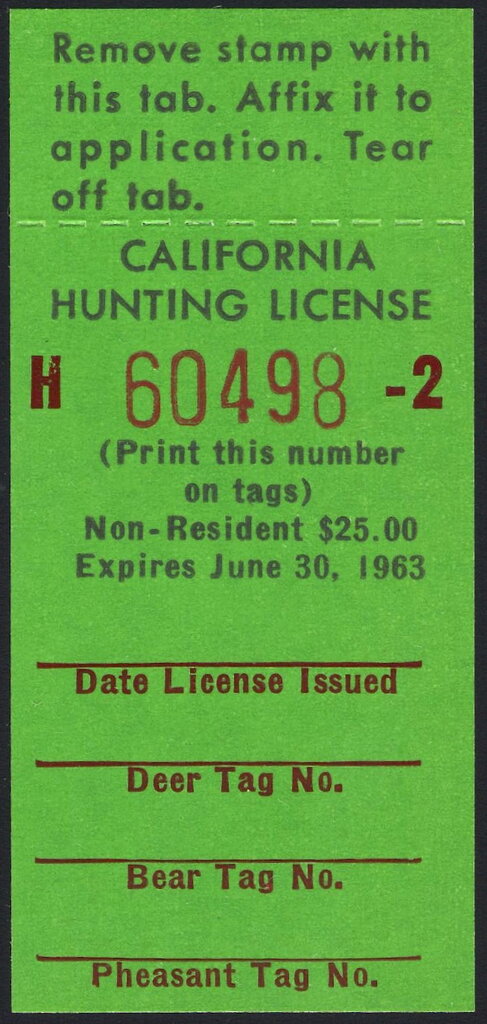 Remove stamp with
this tab. Affix it to
application. Tear
off tab.
CALIFORNIA
HUNTING LICENSE
H 60498 -2
(Print this number
on tags)
Non-Resident $25.00
Expires June 30, 1963
Date License Issued
Deer Tag No.
Bear Tag No.
Pheasant Tag No.